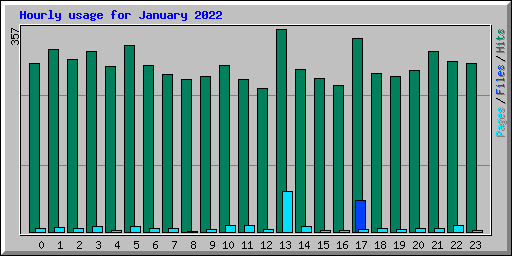 Hourly usage for January 2022
357
Pages/Files/Hits
0 1 2 3 4 5 6 7 8 9 10 11 12 13 14 15 16 17 18 19 20 21 22 23